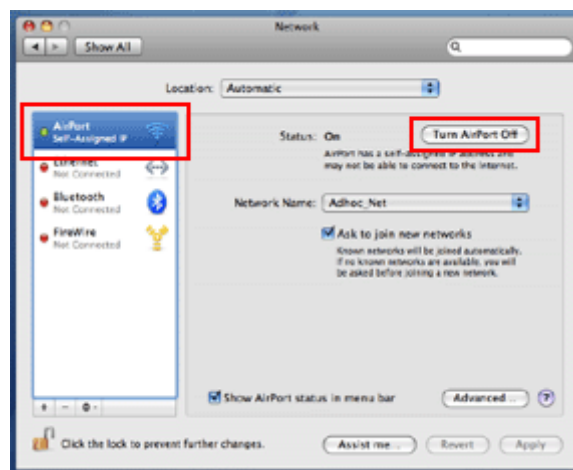 Network
Show All
Location: Automatic
AirPort
Self-Assigned IP
Status: On
Turn AirPort Off
AirPort has a self-assigned IP address and
may not be able to connect to the Internet.
Ethernet
Not Connected
Bluetooth
Not Connected
FireWire
Not Connected
Network Name: Adhoc_Net
Ask to join new networks
Known networks will be joined automatically.
If no known networks are available, you will
be asked before joining a new network.
Show AirPort status in menu bar
Advanced...
?
Click the lock to prevent further changes.
Assist me...
Revert
Apply